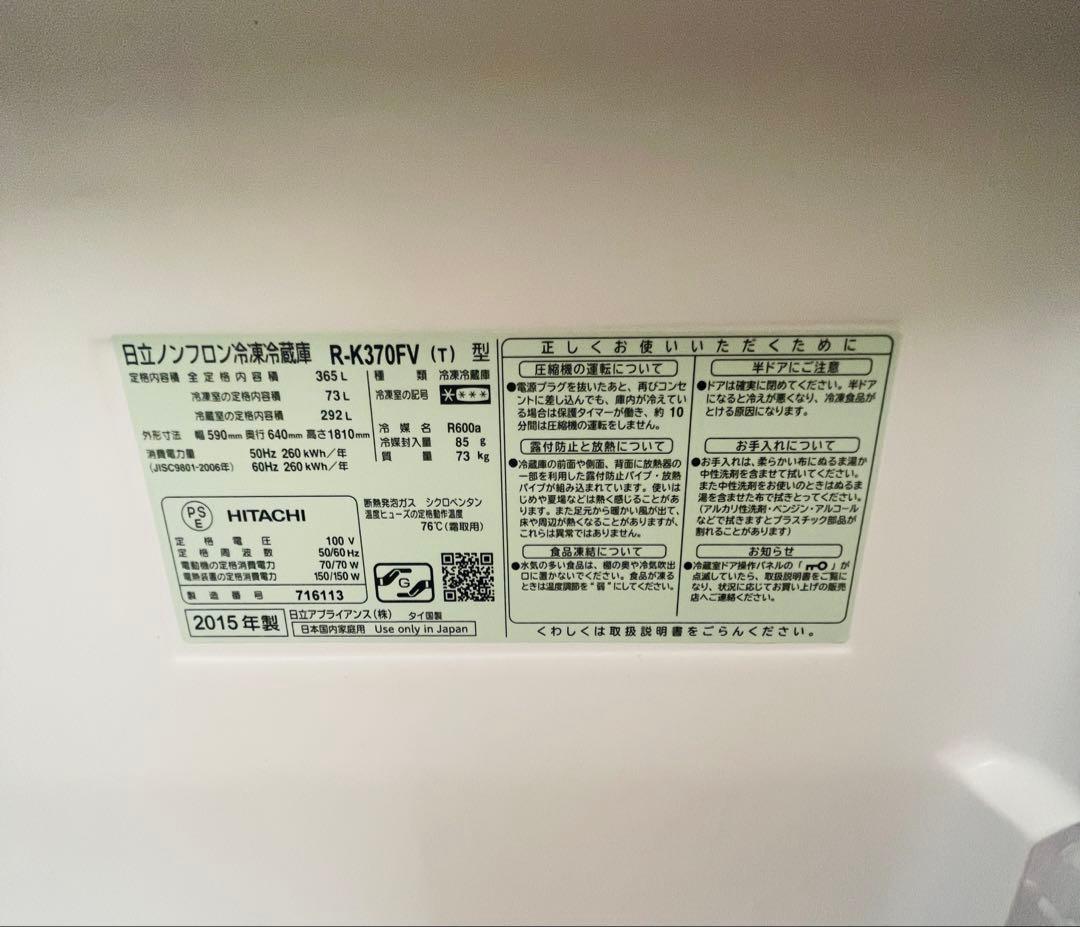 日立ノンフロン冷凍冷蔵庫 R-K370FV (T) 型
定格内容積 全定格内容積 365 L
冷凍室の定格内容積 73 L
冷蔵室の定格内容積 292 L
外形寸法 幅590mm 奥行640mm 高さ1810mm
消費電力量 50Hz 260 kWh/年
(JISC9801-2006年) 60Hz 260 kWh/年
種類 冷凍冷蔵庫
冷凍室の記号 ****
冷媒名 R600a
冷媒封入量 85 g
質量 73 kg
PSE HITACHI
定格電圧 100 V
定格周波数 50/60 Hz
電動機の定格消費電力 70/70 W
電熱装置の定格消費電力 150/150 W
製造番号 716113
断熱発泡ガス シクロペンタン
温度ヒューズの定格動作温度
76℃(霜取用)
G
2015年製
日立アプライアンス(株) タイ国製
日本国内家庭用 Use only in Japan
正しくお使いいただくために
圧縮機の運転について
●電源プラグを抜いたあと、再びコンセ
ントに差し込んでも、庫内が冷えてい
る場合は保護タイマーが働き、約10
分間は圧縮機の運転をしません。
露付防止と放熱について
●冷蔵庫の前面や側面、背面に放熱器の
一部を利用した露付防止パイプ・放熱
パイプが組み込まれています。使いは
じめや夏場などは熱く感じることがあ
ります。また足元から暖かい風が出て、
床や周辺が熱くなることがありますが、
これらは異常ではありません。
食品凍結について
●水気の多い食品は、棚の奥や冷気吹出
口に置かないでください。食品が凍る
ときは温度調節を"弱"にしてください。
半ドアにご注意
●ドアは確実に閉めてください。半ドア
になると冷えが悪くなり、冷凍食品が
とける原因になります。
お手入れについて
●お手入れは、柔らかい布にぬるま湯か
中性洗剤を含ませて拭いてください。
また中性洗剤をお使いのときはぬるま
湯を含ませた布で拭きとってください。
(アルカリ性洗剤・ベンジン・アルコール
などで拭きますとプラスチック部品が
割れることがあります)
お知らせ
●冷蔵室ドア操作パネルの「 」が
点滅していたら、取扱説明書をご覧に
なり、状況に応じてお買い上げの販売
店へご連絡ください。
くわしくは取扱説明書をごらんください。